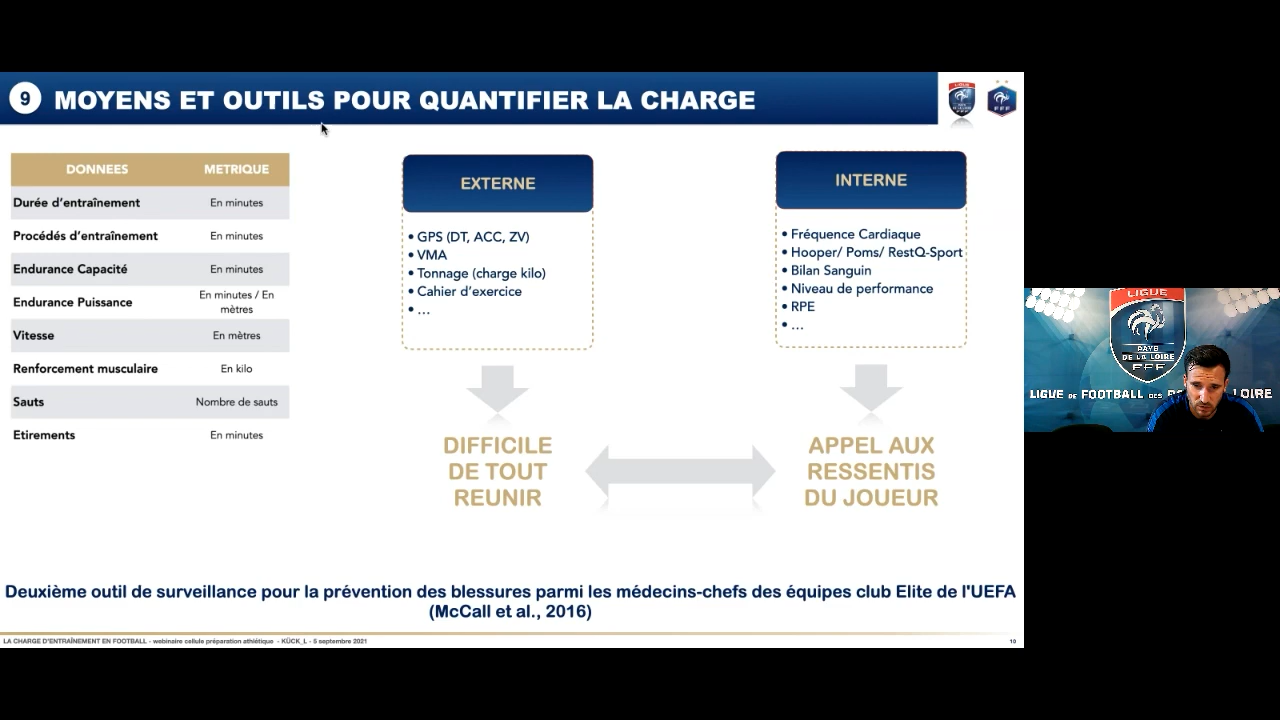 9 MOYENS ET OUTILS POUR QUANTIFIER LA CHARGE
DONNEES METRIQUE
Durée d'entraînement En minutes
Procédés d'entraînement En minutes
Endurance Capacité En minutes
Endurance Puissance En minutes / En
mètres
Vitesse En mètres
Renforcement musculaire En kilo
Sauts Nombre de sauts
Etirements En minutes
EXTERNE
• GPS (DT, ACC, ZV)
• VMA
• Tonnage (charge kilo)
• Cahier d'exercice
• ...
DIFFICILE
DE TOUT
REUNIR
INTERNE
• Fréquence Cardiaque
• Hooper/ Poms/ RestQ-Sport
• Bilan Sanguin
• Niveau de performance
• RPE
• ...
APPEL AUX
RESSENTIS
DU JOUEUR
Deuxième outil de surveillance pour la prévention des blessures parmi les médecins-chefs des équipes club Elite de l'UEFA
(McCall et al., 2016)
LA CHARGE D'ENTRAÎNEMENT EN FOOTBALL - webinaire cellule préparation athlétique - KÜCK_L - 5 septembre 2021
10
LIGUE
PAYS
DE LA LOIRE
FFF
LIGUE DE FOOTBALL DES LOIRE